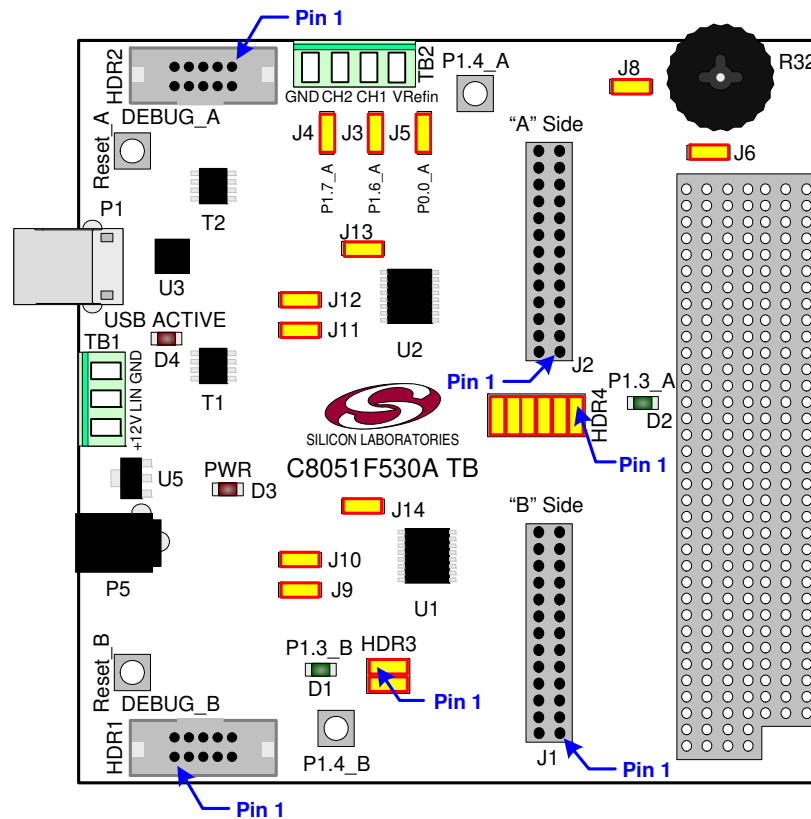 Pin 1
HDR2
DEBUG_A
TB2
GND CH2 CH1 VRefin
P1.4_A
J8
R32
Reset_A
J4
J3
J5
"A" Side
J6
P1.7_A
P1.6_A
P0.0_A
P1
T2
J13
U3
J12
J11
U2
USB ACTIVE
D4
TB1
+12V LIN GND
T1
J2
Pin 1
P1.3_A
D2
HDR4
SILICON LABORATORIES
C8051F530A TB
Pin 1
U5
PWR
D3
J14
"B" Side
P5
J10
J9
U1
Reset_B
P1.3_B
D1
HDR3
Pin 1
DEBUG_B
HDR1
P1.4_B
J1
Pin 1
Pin 1